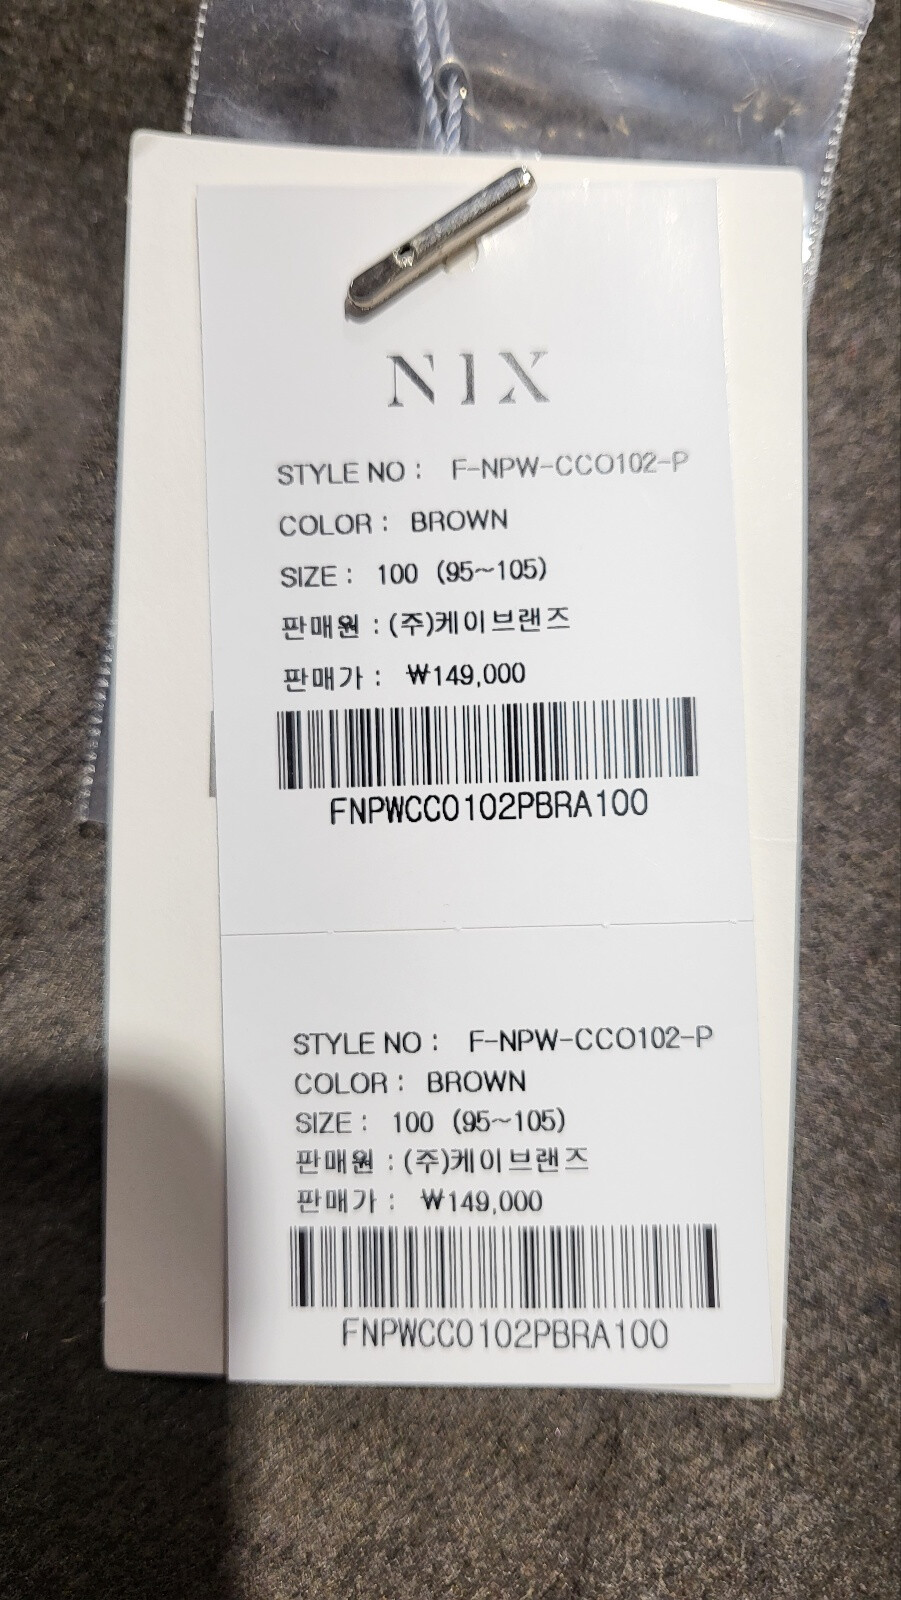 NIX
STYLE NO : F-NPW-CCO102-P
COLOR : BROWN
SIZE : 100 (95~105)
판매원 : (주)케이브랜즈
판매가 : ₩149,000
FNPWCCO102PBRA100
STYLE NO : F-NPW-CCO102-P
COLOR : BROWN
SIZE : 100 (95~105)
판매원 : (주)케이브랜즈
판매가 : ₩149,000
FNPWCCO102PBRA100